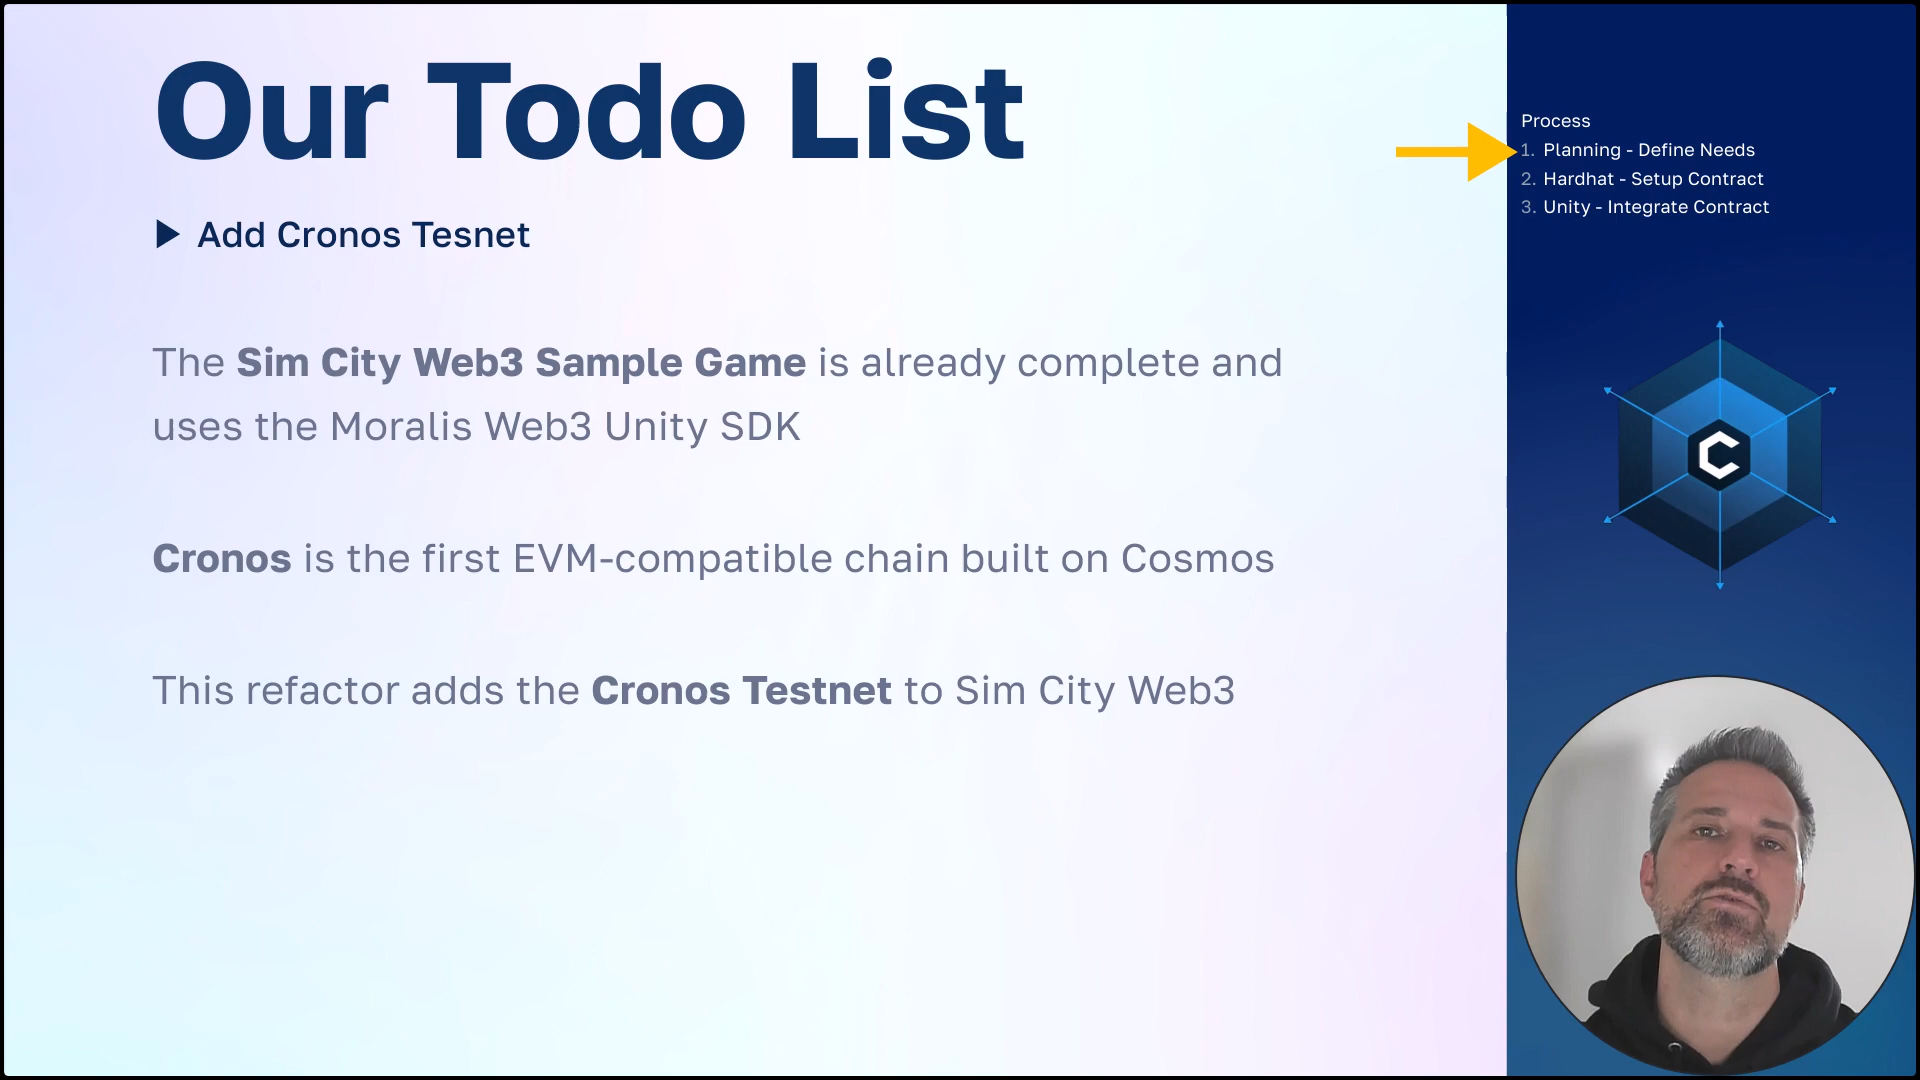 Our Todo List
Add Cronos Tesnet
The Sim City Web3 Sample Game is already complete and
uses the Moralis Web3 Unity SDK
Cronos is the first EVM-compatible chain built on Cosmos
This refactor adds the Cronos Testnet to Sim City Web3
Process
1. Planning - Define Needs
2. Hardhat - Setup Contract
3. Unity - Integrate Contract